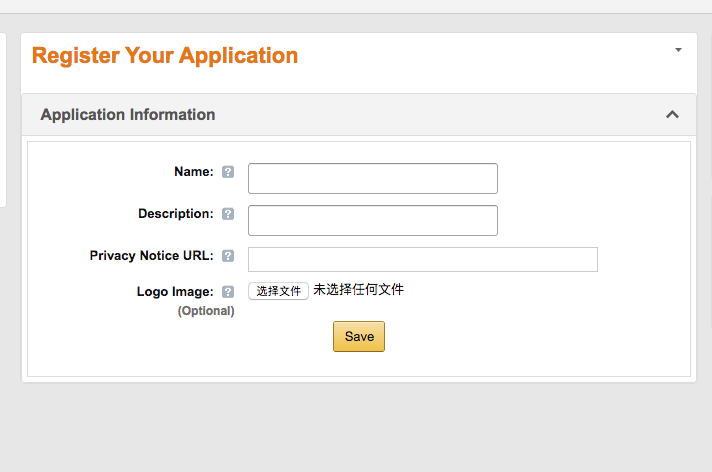 Register Your Application
Application Information
Name: ?
Description: ?
Privacy Notice URL: ?
Logo Image: ? 选择文件 未选择任何文件
(Optional)
Save